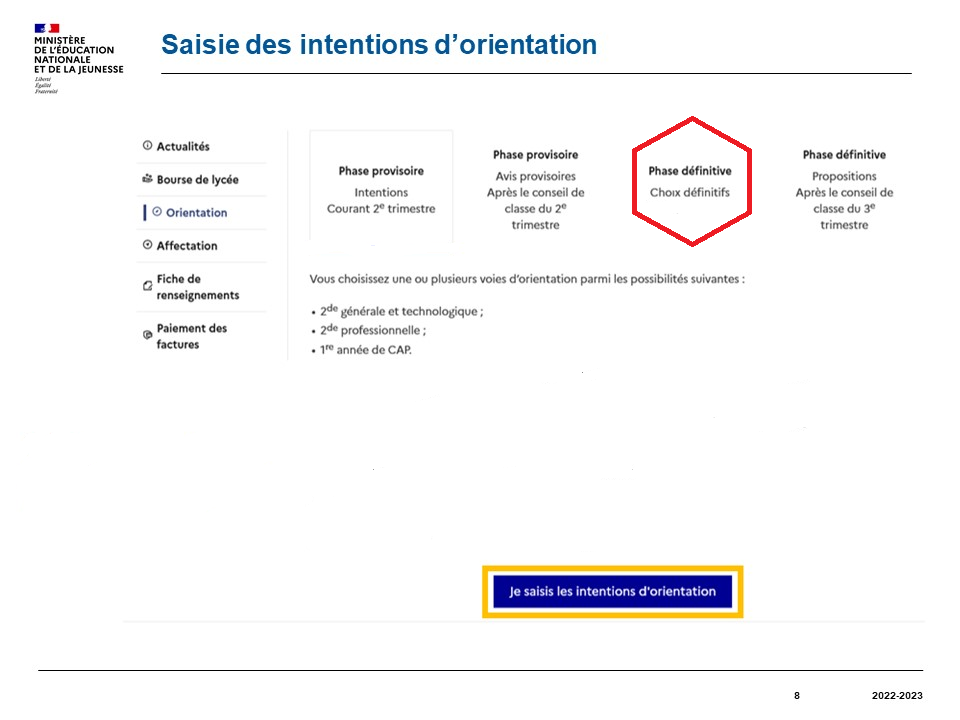 MINISTÈRE
DE L'ÉDUCATION
NATIONALE
ET DE LA JEUNESSE
Liberté
Égalité
Fraternité
Saisie des intentions d’orientation
Actualités
Bourse de lycée
Orientation
Affectation
Fiche de
renseignements
Paiement des
factures
Phase provisoire
Intentions
Courant 2e trimestre
Phase provisoire
Avis provisoires
Après le conseil de
classe du 2e
trimestre
Phase définitive
Choix définitifs
Phase définitive
Propositions
Après le conseil de
classe du 3e
trimestre
Vous choisissez une ou plusieurs voies d'orientation parmi les possibilités suivantes :
• 2de générale et technologique ;
• 2de professionnelle ;
• 1re année de CAP.
Je saisis les intentions d'orientation
8
2022-2023